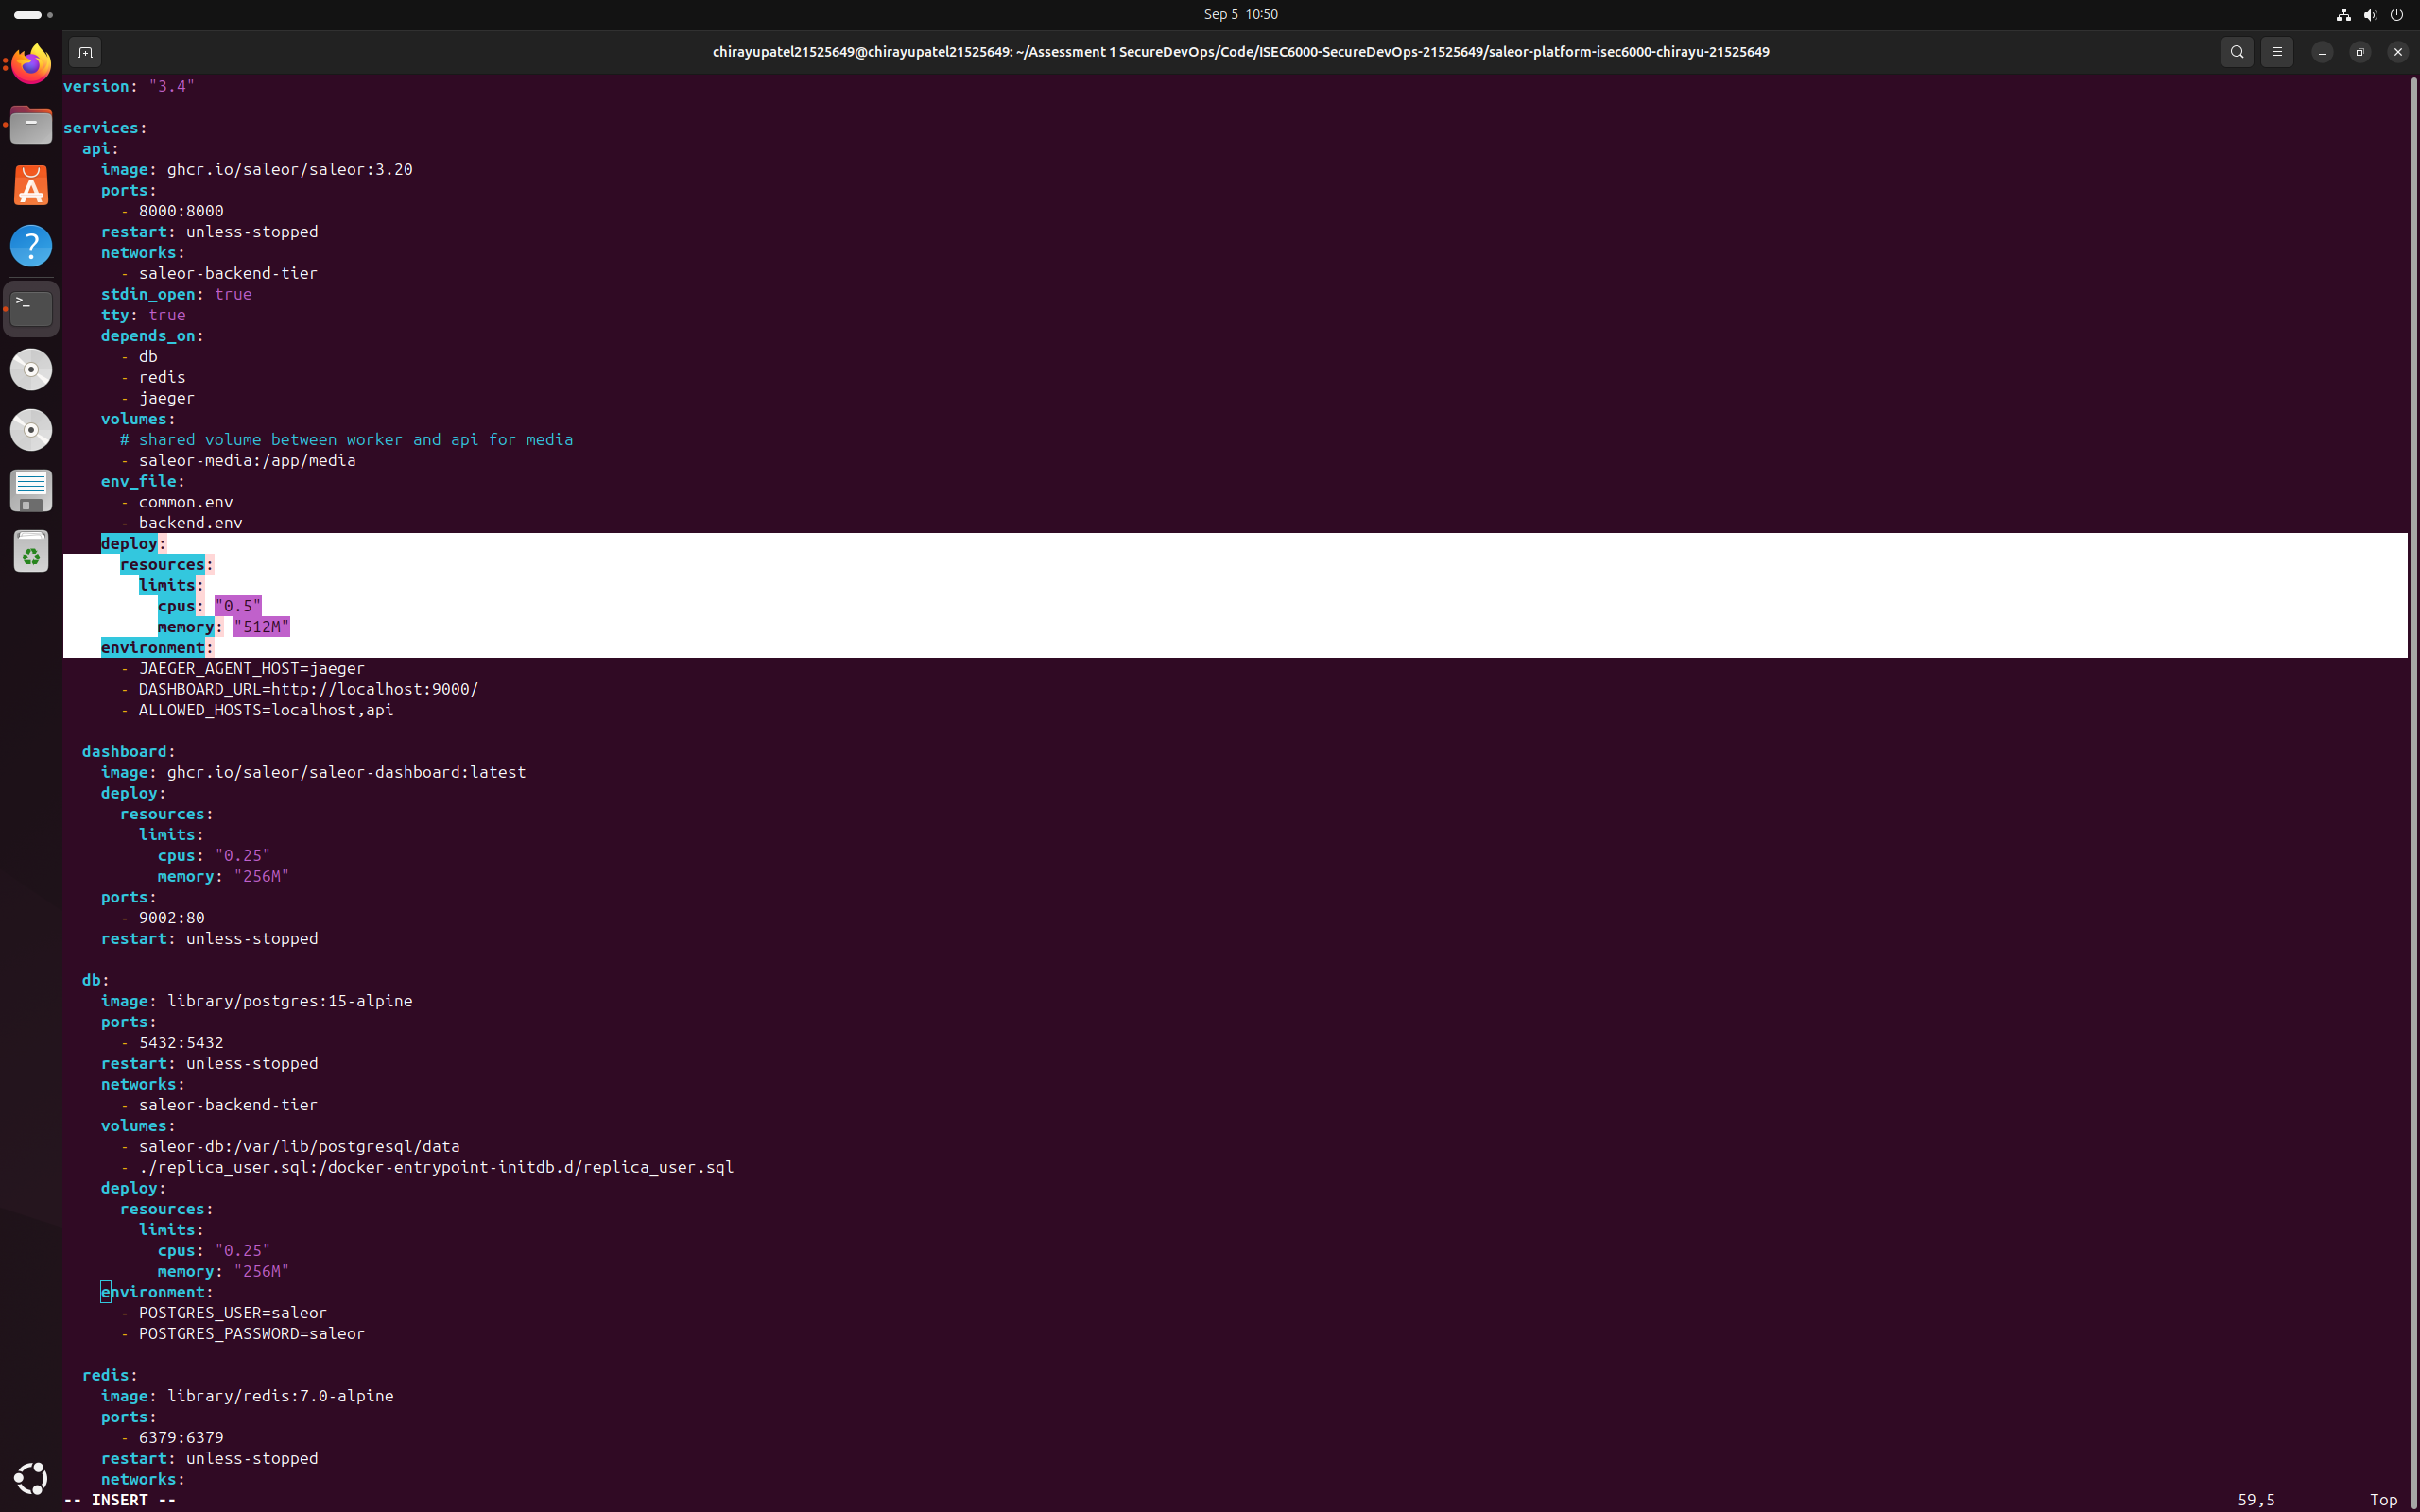 Sep 5 10:50
chirayupatel21525649@chirayupatel21525649: ~/Assessment 1 SecureDevOps/Code/ISEC6000-SecureDevOps-21525649/saleor-platform-isec6000-chirayu-21525649
version: "3.4"
services:
  api:
    image: ghcr.io/saleor/saleor:3.20
    ports:
      - 8000:8000
    restart: unless-stopped
    networks:
      - saleor-backend-tier
    stdin_open: true
    tty: true
    depends_on:
      - db
      - redis
      - jaeger
    volumes:
      # shared volume between worker and api for media
      - saleor-media:/app/media
    env_file:
      - common.env
      - backend.env
    deploy:
      resources:
        limits:
          cpus: "0.5"
          memory: "512M"
    environment:
      - JAEGER_AGENT_HOST=jaeger
      - DASHBOARD_URL=http://localhost:9000/
      - ALLOWED_HOSTS=localhost,api
  dashboard:
    image: ghcr.io/saleor/saleor-dashboard:latest
    deploy:
      resources:
        limits:
          cpus: "0.25"
          memory: "256M"
    ports:
      - 9002:80
    restart: unless-stopped
  db:
    image: library/postgres:15-alpine
    ports:
      - 5432:5432
    restart: unless-stopped
    networks:
      - saleor-backend-tier
    volumes:
      - saleor-db:/var/lib/postgresql/data
      - ./replica_user.sql:/docker-entrypoint-initdb.d/replica_user.sql
    deploy:
      resources:
        limits:
          cpus: "0.25"
          memory: "256M"
    environment:
      - POSTGRES_USER=saleor
      - POSTGRES_PASSWORD=saleor
  redis:
    image: library/redis:7.0-alpine
    ports:
      - 6379:6379
    restart: unless-stopped
    networks:
-- INSERT -- 59,5 Top